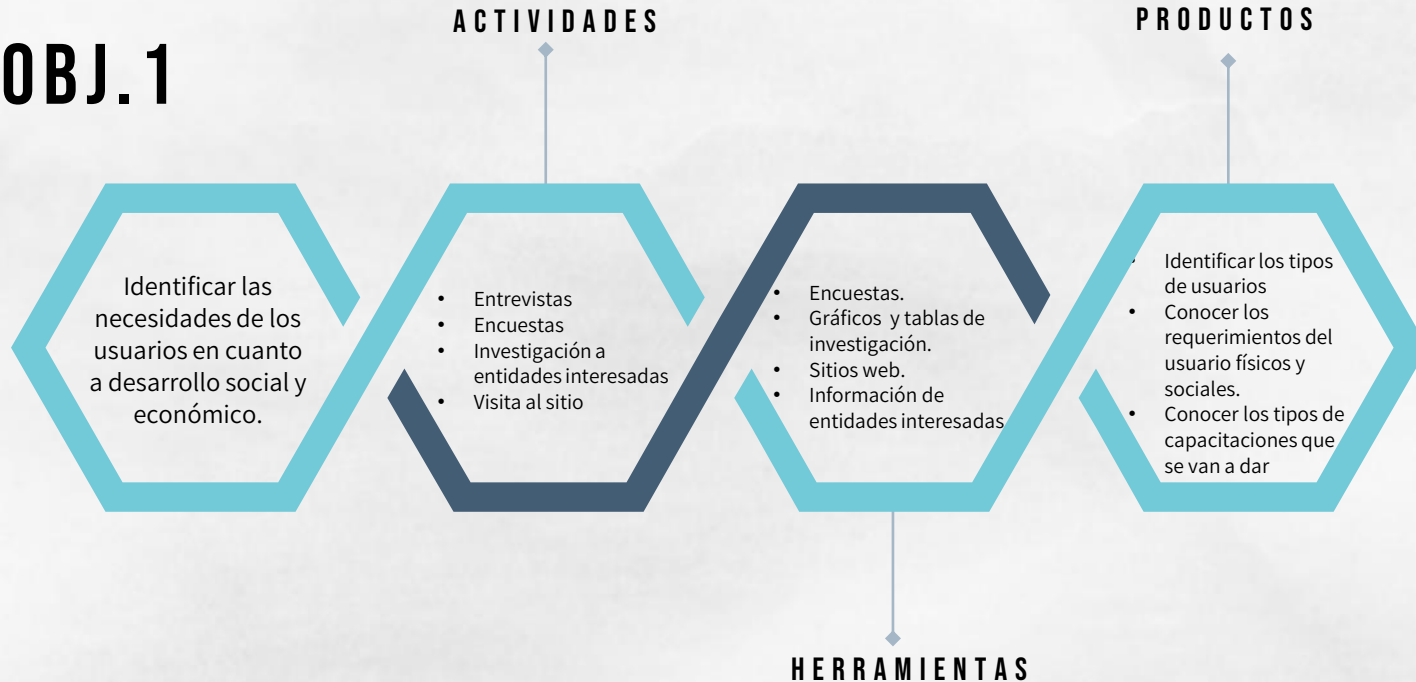 ACTIVIDADES
PRODUCTOS
OBJ.1
Identificar las
necesidades de los
usuarios en cuanto
a desarrollo social y
económico.
• Entrevistas
• Encuestas
• Investigación a
entidades interesadas
• Visita al sitio
• Encuestas.
• Gráficos y tablas de
investigación.
• Sitios web.
• Información de
entidades interesadas
• Identificar los tipos
de usuarios
• Conocer los
requerimientos del
usuario físicos y
sociales.
• Conocer los tipos de
capacitaciones que
se van a dar
HERRAMIENTAS